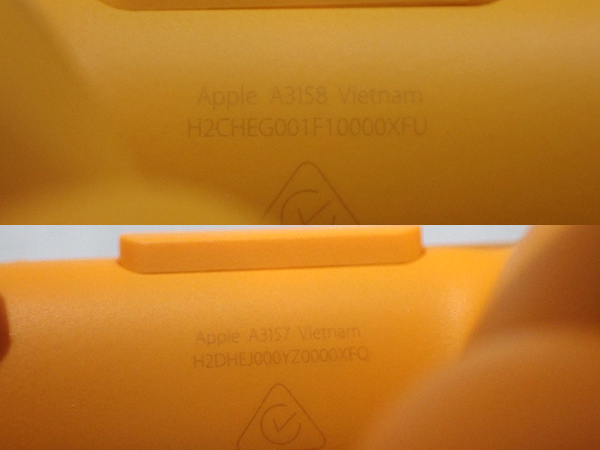 Apple A3158 Vietnam
H2CHEG001F10000XFU
Apple A3157 Vietnam
H2DHEJ000YZ0000XFQ